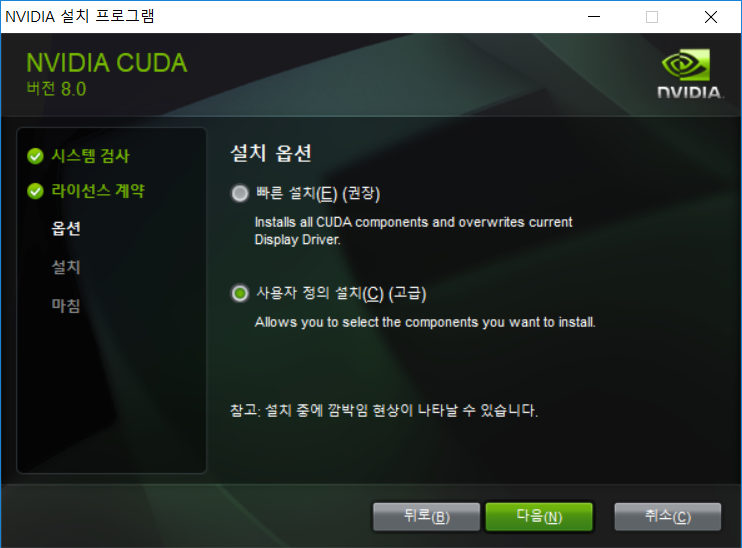 NVIDIA 설치 프로그램
NVIDIA CUDA
버전 8.0
NVIDIA.
시스템 검사
라이선스 계약
옵션
설치
마침
설치 옵션
빠른 설치(E) (권장)
Installs all CUDA components and overwrites current
Display Driver.
사용자 정의 설치(C) (고급)
Allows you to select the components you want to install.
참고: 설치 중에 깜박임 현상이 나타날 수 있습니다.
뒤로(B)
다음(N)
취소(C)